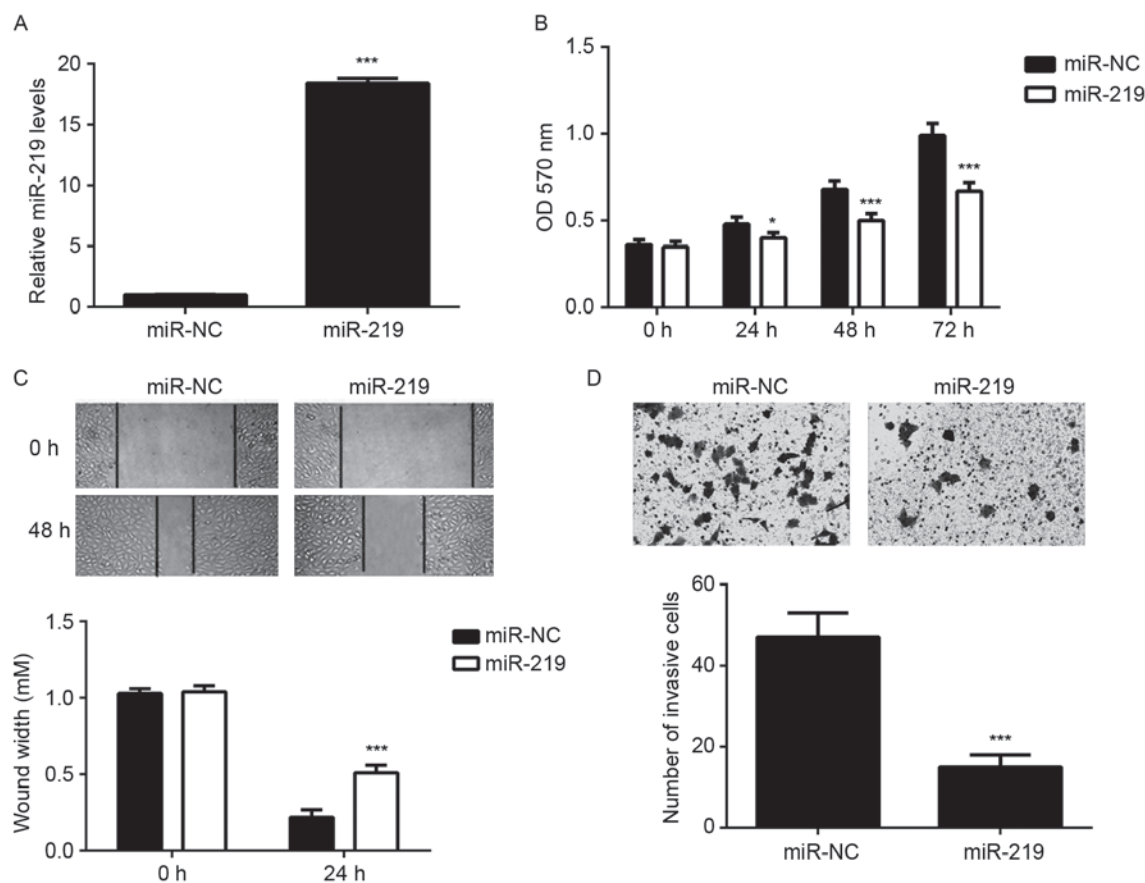 A
Relative miR-219 levels
20
15
10
5
0
***
miR-NC
miR-219
B
OD 570 nm
1.5
1.0
0.5
0.0
*
***
***
0 h
24 h
48 h
72 h
miR-NC
miR-219
C
miR-NC
miR-219
0 h
48 h
Wound width (mM)
1.5
1.0
0.5
0.0
***
0 h
24 h
miR-NC
miR-219
D
miR-NC
miR-219
Number of invasive cells
60
40
20
0
***
miR-NC
miR-219